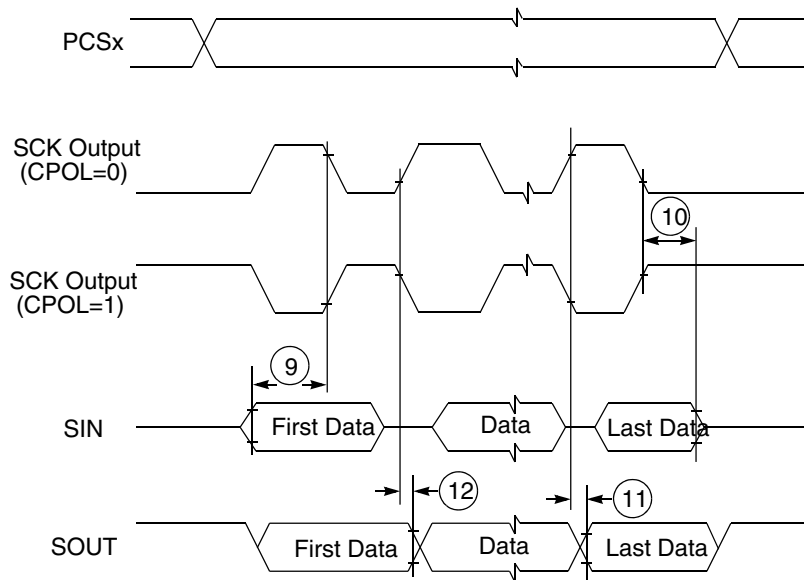 PCSx
SCK Output
(CPOL=0)
10
SCK Output
(CPOL=1)
9
SIN
First Data
Data
Last Data
12
11
SOUT
First Data
Data
Last Data